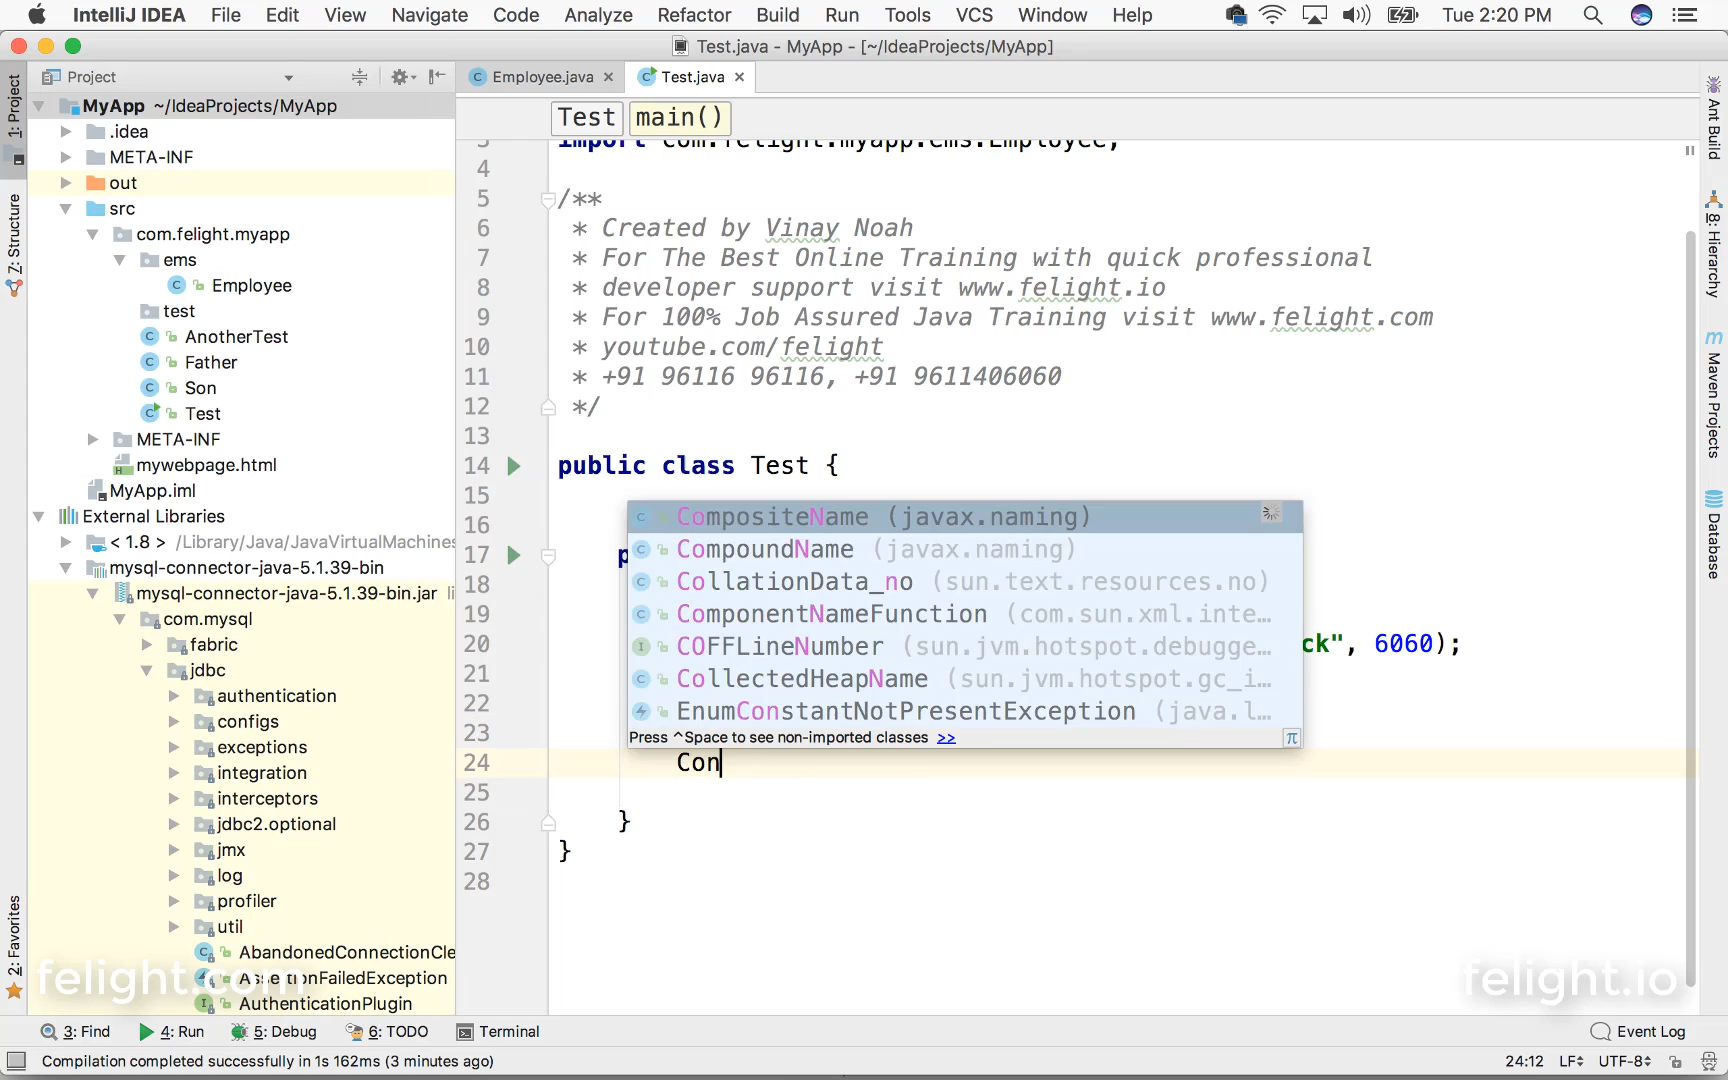 IntelliJ IDEA File Edit View Navigate Code Analyze Refactor Build Run Tools VCS Window Help Tue 2:20 PM
Test.java - MyApp - [~/IdeaProjects/MyApp]
Project
Employee.java
Test.java
1: Project
Z: Structure
2: Favorites
MyApp ~/IdeaProjects/MyApp
.idea
META-INF
out
src
com.felight.myapp
ems
Employee
test
AnotherTest
Father
Son
Test
META-INF
mywebpage.html
MyApp.iml
External Libraries
< 1.8 > /Library/Java/JavaVirtualMachines
mysql-connector-java-5.1.39-bin
mysql-connector-java-5.1.39-bin.jar
com.mysql
fabric
jdbc
authentication
configs
exceptions
integration
interceptors
jdbc2.optional
jmx
log
profiler
util
AbandonedConnectionCle
AssertionFailedException
AuthenticationPlugin
Test main()
3 import com.felight.myapp.ems.Employee;
4
5 /**
6 * Created by Vinay Noah
7 * For The Best Online Training with quick professional
8 * developer support visit www.felight.io
9 * For 100% Job Assured Java Training visit www.felight.com
10 * youtube.com/felight
11 * +91 96116 96116, +91 9611406060
12 */
13
14 public class Test {
15
16
17 p
18
19
20 ck", 6060);
21
22
23
24 Con
25
26 }
27 }
28
CompositeName (javax.naming)
CompoundName (javax.naming)
CollationData_no (sun.text.resources.no)
ComponentNameFunction (com.sun.xml.inte...
COFFLineNumber (sun.jvm.hotspot.debugge...
CollectedHeapName (sun.jvm.hotspot.gc_i...
EnumConstantNotPresentException (java.l...
Press ^Space to see non-imported classes >> π
Ant Build
8: Hierarchy
m Maven Projects
Database
felight.com
felight.io
3: Find 4: Run 5: Debug 6: TODO Terminal Event Log
Compilation completed successfully in 1s 162ms (3 minutes ago) 24:12 LF UTF-8